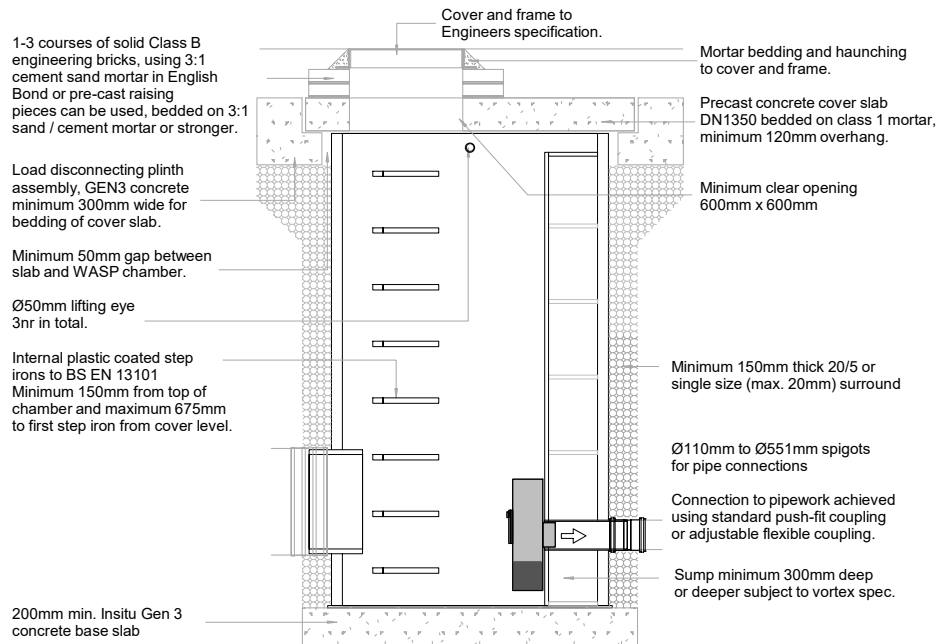 Cover and frame to
Engineers specification.
1-3 courses of solid Class B
engineering bricks, using 3:1
cement sand mortar in English
Bond or pre-cast raising
pieces can be used, bedded on 3:1
sand / cement mortar or stronger.
Load disconnecting plinth
assembly, GEN3 concrete
minimum 300mm wide for
bedding of cover slab.
Minimum 50mm gap between
slab and WASP chamber.
Ø50mm lifting eye
3nr in total.
Internal plastic coated step
irons to BS EN 13101
Minimum 150mm from top of
chamber and maximum 675mm
to first step iron from cover level.
200mm min. Insitu Gen 3
concrete base slab
Mortar bedding and haunching
to cover and frame.
Precast concrete cover slab
DN1350 bedded on class 1 mortar,
minimum 120mm overhang.
Minimum clear opening
600mm x 600mm
Minimum 150mm thick 20/5 or
single size (max. 20mm) surround
Ø110mm to Ø551mm spigots
for pipe connections
Connection to pipework achieved
using standard push-fit coupling
or adjustable flexible coupling.
Sump minimum 300mm deep
or deeper subject to vortex spec.